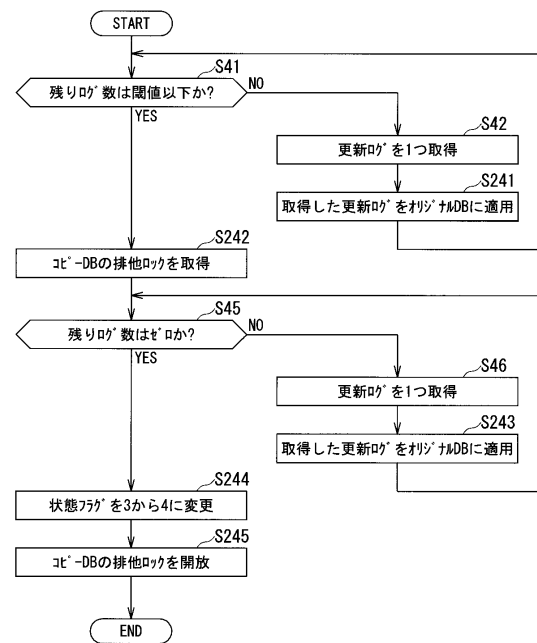 START
S41
残りﾛｸﾞ数は閾値以下か?
NO
YES
S42
更新ﾛｸﾞを1つ取得
S241
取得した更新ﾛｸﾞをｵﾘｼﾞﾅﾙDBに適用
S242
ｺﾋﾟｰDBの排他ﾛｯｸを取得
S45
残りﾛｸﾞ数はｾﾞﾛか?
NO
YES
S46
更新ﾛｸﾞを1つ取得
S243
取得した更新ﾛｸﾞをｵﾘｼﾞﾅﾙDBに適用
S244
状態ﾌﾗｸﾞを3から4に変更
S245
ｺﾋﾟｰDBの排他ﾛｯｸを開放
END